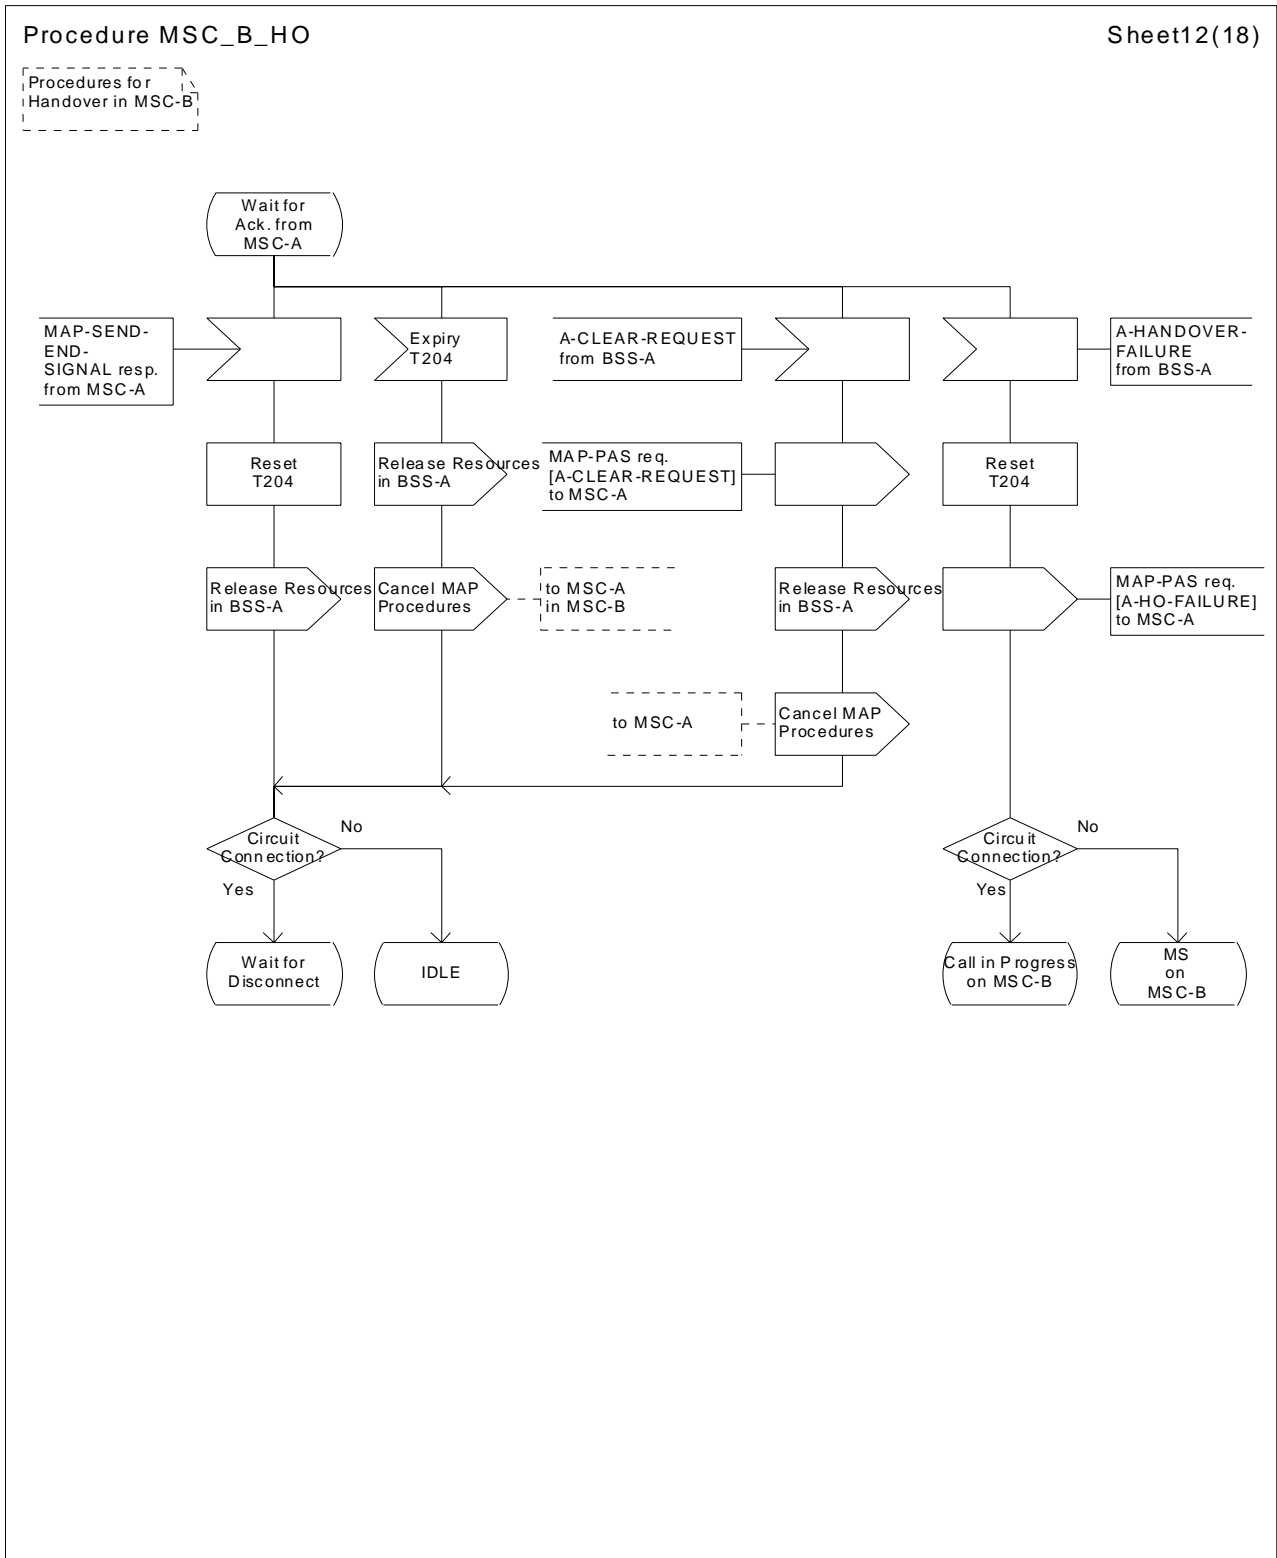 Procedure MSC_B_HO
Sheet12(18)
Procedures for
Handover in MSC-B
Wait for
Ack. from
MSC-A
MAP-SEND-
END-
SIGNAL resp.
from MSC-A
Expiry
T204
A-CLEAR-REQUEST
from BSS-A
A-HANDOVER-
FAILURE
from BSS-A
Reset
T204
Release Resources
in BSS-A
MAP-PAS req.
[A-CLEAR-REQUEST]
to MSC-A
Reset
T204
Release Resources
in BSS-A
Cancel MAP
Procedures
to MSC-A
in MSC-B
Release Resources
in BSS-A
MAP-PAS req.
[A-HO-FAILURE]
to MSC-A
to MSC-A
Cancel MAP
Procedures
Circuit
Connection?
No
Yes
Circuit
Connection?
No
Yes
Wait for
Disconnect
IDLE
Call in Progress
on MSC-B
MS
on
MSC-B